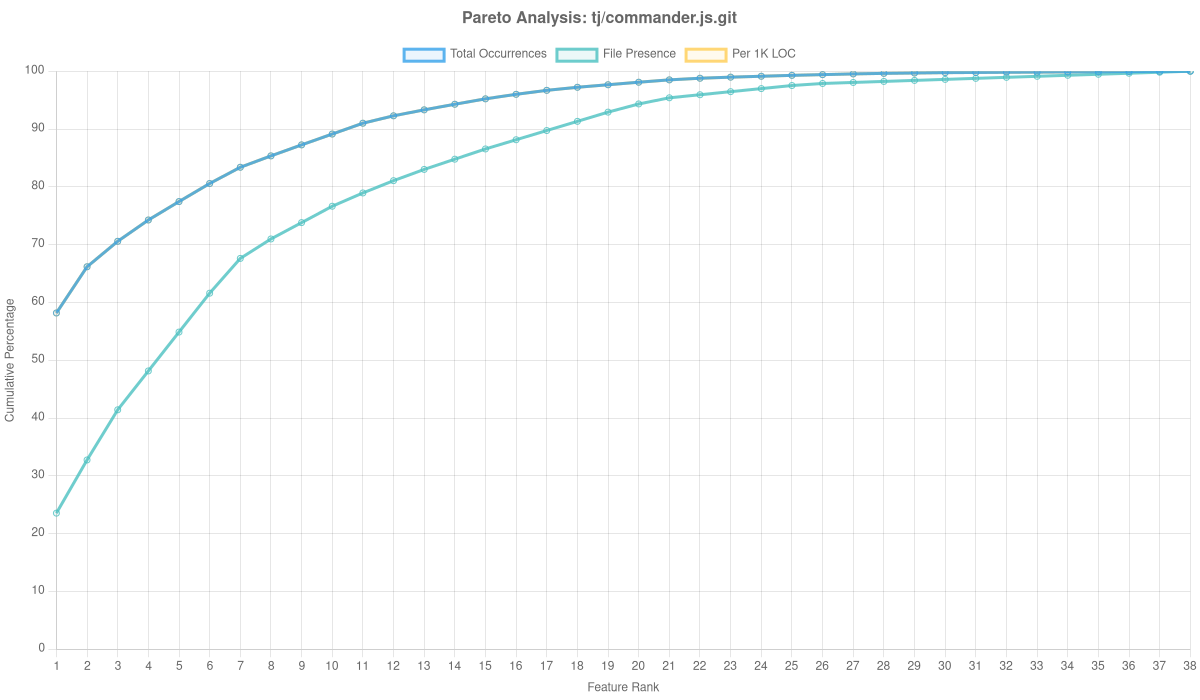 Pareto Analysis: tj/commander.js.git
Total Occurrences File Presence Per 1K LOC
100
90
80
70
60
50
40
30
20
10
0
Cumulative Percentage
1 2 3 4 5 6 7 8 9 10 11 12 13 14 15 16 17 18 19 20 21 22 23 24 25 26 27 28 29 30 31 32 33 34 35 36 37 38
Feature Rank